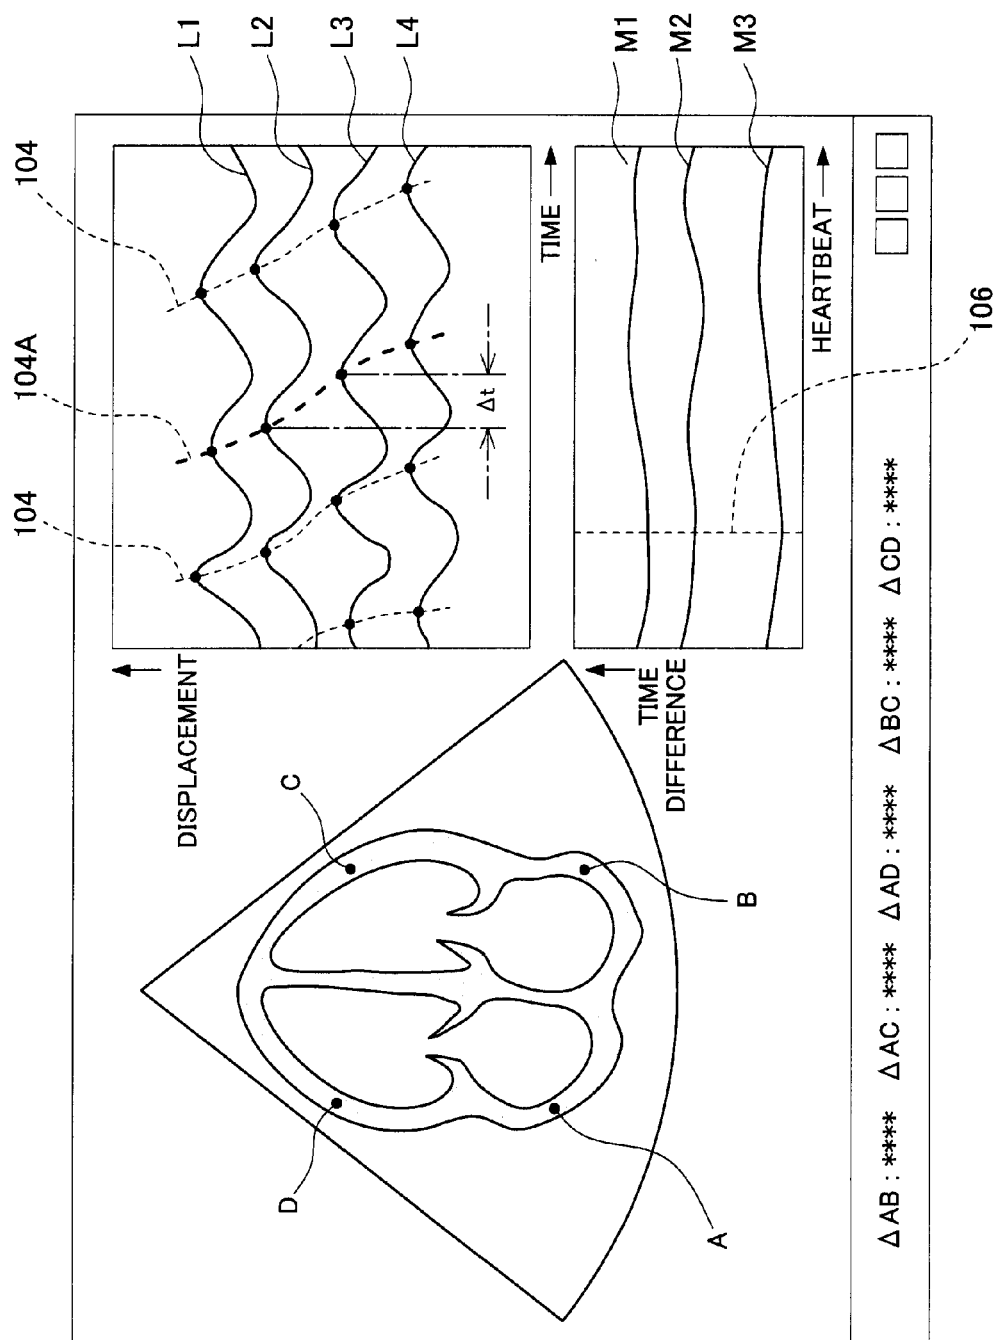 104
104A
104
L1
L2
L3
L4
Δt
DISPLACEMENT
TIME
M1
M2
M3
TIME
DIFFERENCE
HEARTBEAT
106
C
B
D
A
ΔAB : **** ΔAC : **** ΔAD : **** ΔBC : **** ΔCD : ****